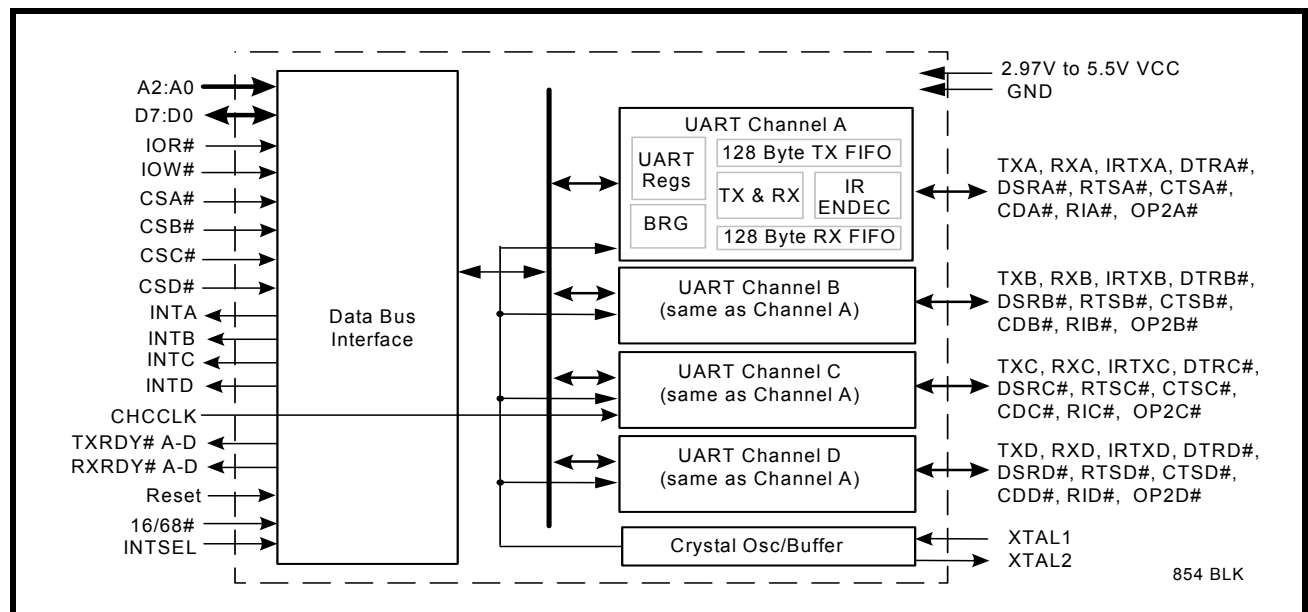 A2:A0
D7:D0
IOR#
IOW#
CSA#
CSB#
CSC#
CSD#
INTA
INTB
INTC
INTD
CHCCLK
TXRDY# A-D
RXRDY# A-D
Reset
16/68#
INTSEL
Data Bus
Interface
2.97V to 5.5V VCC
GND
UART Channel A
UART
Regs
128 Byte TX FIFO
TX & RX
IR
ENDEC
BRG
128 Byte RX FIFO
TXA, RXA, IRTXA, DTRA#,
DSRA#, RTSA#, CTSA#,
CDA#, RIA#, OP2A#
UART Channel B
(same as Channel A)
TXB, RXB, IRTXB, DTRB#,
DSRB#, RTSB#, CTSB#,
CDB#, RIB#, OP2B#
UART Channel C
(same as Channel A)
TXC, RXC, IRTXC, DTRC#,
DSRC#, RTSC#, CTSC#,
CDC#, RIC#, OP2C#
UART Channel D
(same as Channel A)
TXD, RXD, IRTXD, DTRD#,
DSRD#, RTSD#, CTSD#,
CDD#, RID#, OP2D#
Crystal Osc/Buffer
XTAL1
XTAL2
854 BLK